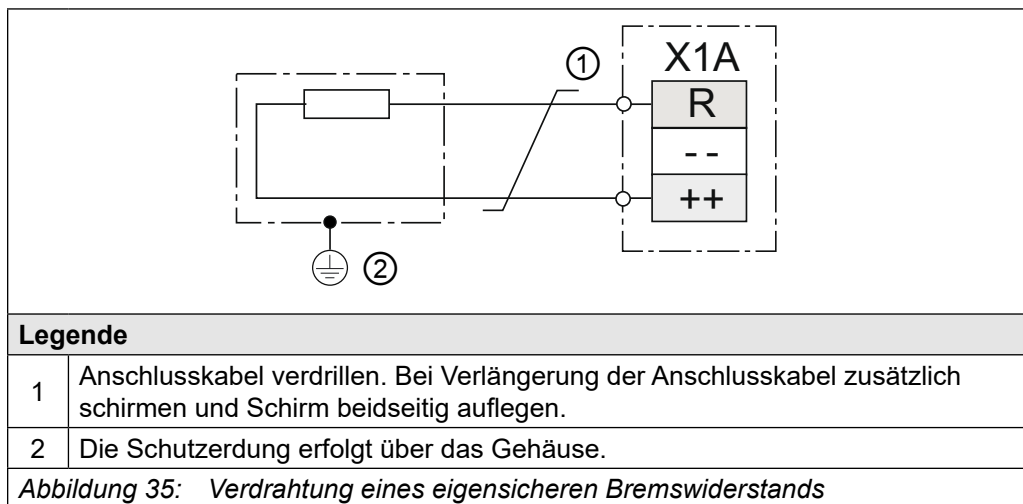 ①
X1A
R
--
++
②
Legende
1 Anschlusskabel verdrillen. Bei Verlängerung der Anschlusskabel zusätzlich
schirmen und Schirm beidseitig auflegen.
2 Die Schutzerdung erfolgt über das Gehäuse.
Abbildung 35: Verdrahtung eines eigensicheren Bremswiderstands